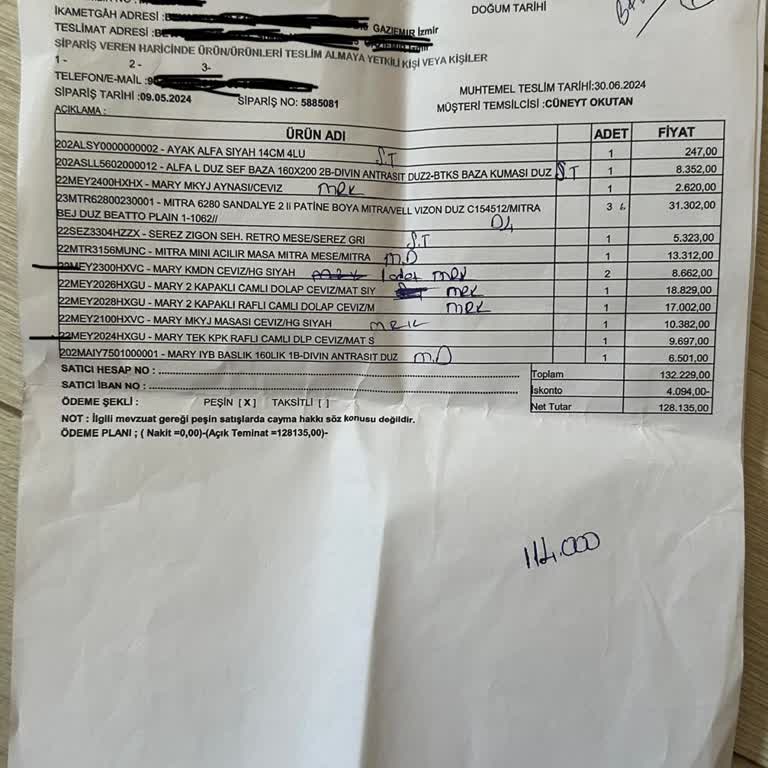 İKAMETGÂH ADRESİ :
DOĞUM TARİHİ
TESLİMAT ADRESİ : GAZİEMİR İzmir
SİPARİŞ VEREN HARİCİNDE ÜRÜN/ÜRÜNLERİ TESLİM ALMAYA YETKİLİ KİŞİ VEYA KİŞİLER
1 - 2 - 3-
TELEFON/E-MAİL :
MUHTEMEL TESLİM TARİHİ:30.06.2024
SİPARİŞ TARİHİ :09.05.2024 SİPARİŞ NO: 5885081 MÜŞTERİ TEMSİLCİSİ :CÜNEYT OKUTAN
AÇIKLAMA :
ÜRÜN ADI ADET FİYAT
202ALSY0000000002 - AYAK ALFA SIYAH 14CM 4LU S.T 1 247,00
202ASLL5602000012 - ALFA L DUZ SEF BAZA 160X200 2B-DIVIN ANTRASIT DUZ2-BTKS BAZA KUMASI DUZ S T 1 8.352,00
22MEY2400HXHX - MARY MKYJ AYNASI/CEVIZ MRK 1 2.620,00
23MTR62800230001 - MITRA 6280 SANDALYE 2 li PATİNE BOYA MITRA/VELL VIZON DUZ C154512/MITRA 3 31.302,00
BEJ DUZ BEATTO PLAIN 1-1062//
22SEZ3304HZZX - SEREZ ZIGON SEH. RETRO MESE/SEREZ GRI S.T 1 5.323,00
22MTR3156MUNC - MITRA MINI ACILIR MASA MITRA MESE/MITRA M.D 1 13.312,00
22MEY2300HXVC - MARY KMDN CEVIZ/HG SIYAH 1 adet MRK 2 8.662,00
22MEY2026HXGU - MARY 2 KAPAKLI CAMLI DOLAP CEVIZ/MAT SIY MRK 1 18.829,00
22MEY2028HXGU - MARY 2 KAPAKLI RAFLI CAMLI DOLAP CEVIZ/M MRK 1 17.002,00
22MEY2100HXVC - MARY MKYJ MASASI CEVIZ/HG SIYAH MRK 1 10.382,00
22MEY2024HXGU - MARY TEK KPK RAFLI CAMLI DLP CEVIZ/MAT S 1 9.697,00
202MAIY7501000001 - MARY IYB BASLIK 160LIK 1B-DIVIN ANTRASIT DUZ M.D 1 6.501,00
SATICI HESAP NO : Toplam 132.229,00
SATICI İBAN NO : İskonto 4.094,00-
ÖDEME ŞEKLİ : PEŞİN [ X ] TAKSİTLİ [ ] Net Tutar 128.135,00
NOT : İlgili mevzuat gereği peşin satışlarda cayma hakkı söz konusu değildir.
ÖDEME PLANI ; ( Nakit =0,00)-(Açık Teminat =128135,00)-
114.000